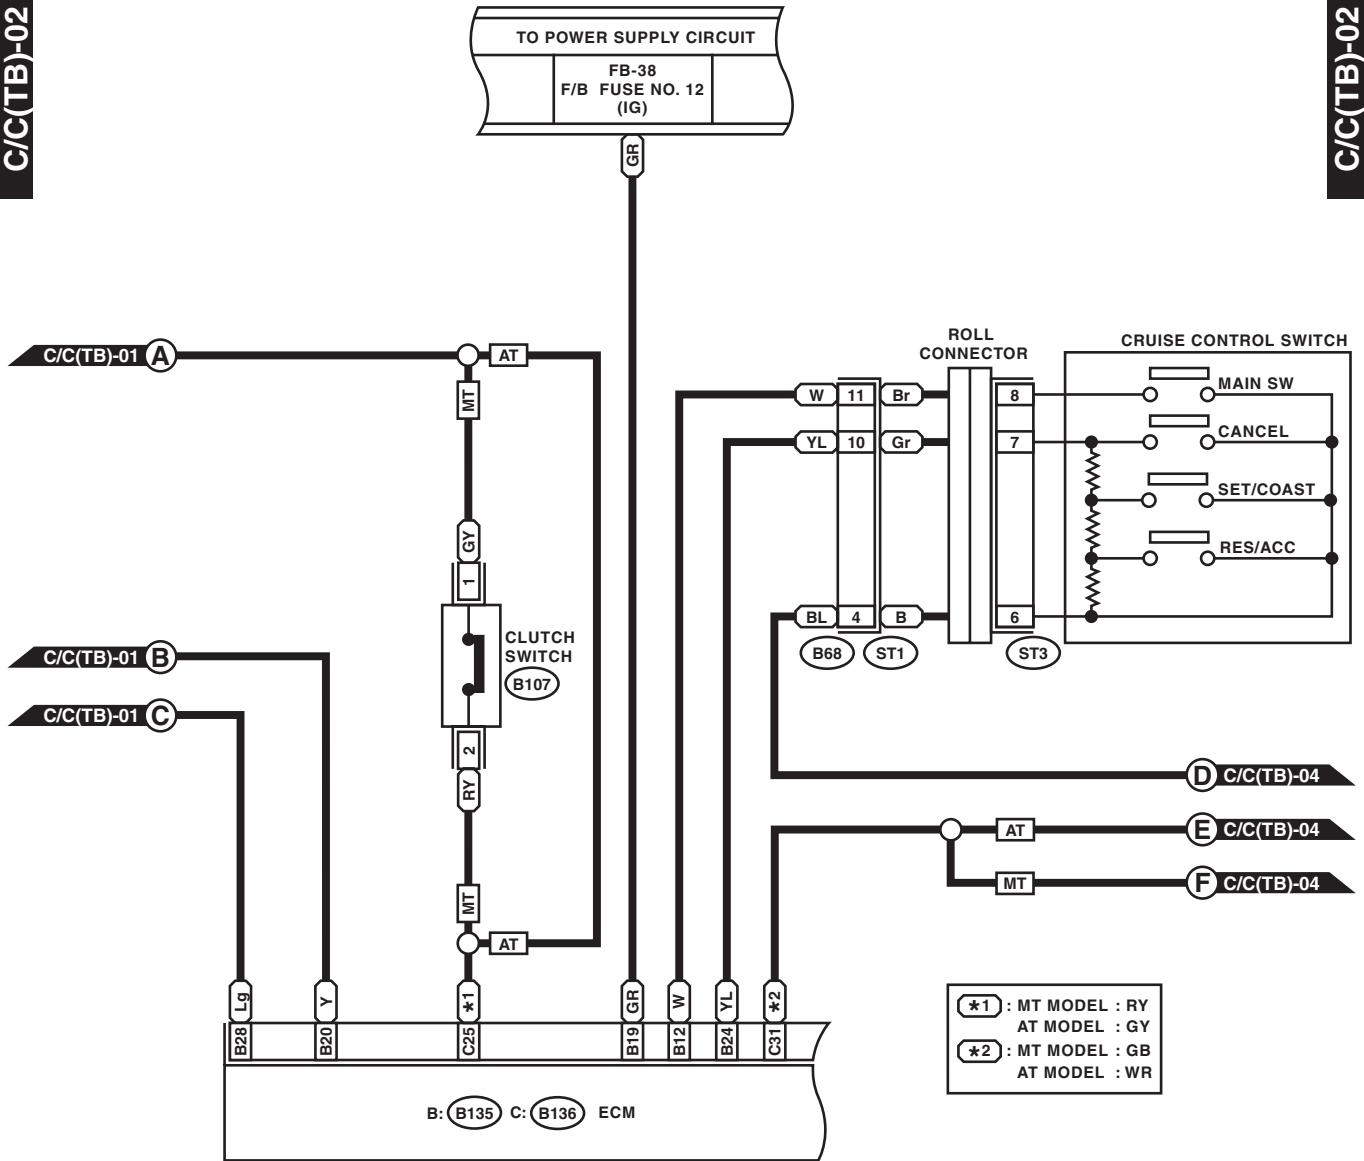 C/C(TB)-02
C/C(TB)-02
TO POWER SUPPLY CIRCUIT
FB-38
F/B FUSE NO. 12
(IG)
GR
C/C(TB)-01 A
AT
MT
GY
1
CLUTCH
SWITCH
B107
2
RY
MT
AT
C/C(TB)-01 B
C/C(TB)-01 C
ROLL
CONNECTOR
CRUISE CONTROL SWITCH
W 11 Br 8 MAIN SW
YL 10 Gr 7 CANCEL
SET/COAST
RES/ACC
BL 4 B 6
B68 ST1 ST3
D C/C(TB)-04
AT E C/C(TB)-04
MT F C/C(TB)-04
Lg Y *1 GR W YL *2
B28 B20 C25 B19 B12 B24 C31
B: B135 C: B136 ECM
*1 : MT MODEL : RY
AT MODEL : GY
*2 : MT MODEL : GB
AT MODEL : WR